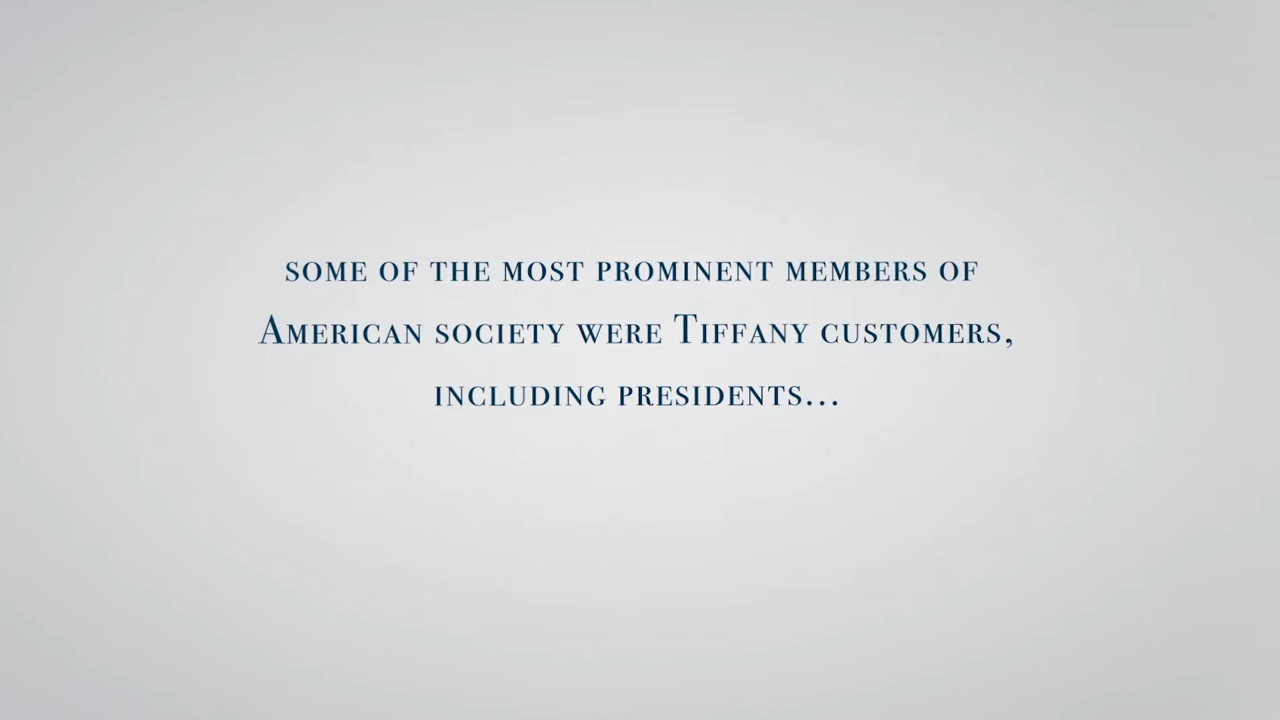 some of the most prominent members of
American society were Tiffany customers,
including presidents...